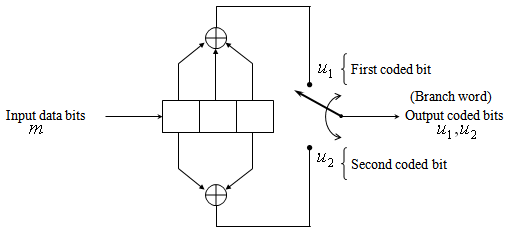 u1 { First coded bit
(Branch word)
Input data bits
m
Output coded bits
u1,u2
u2 { Second coded bit